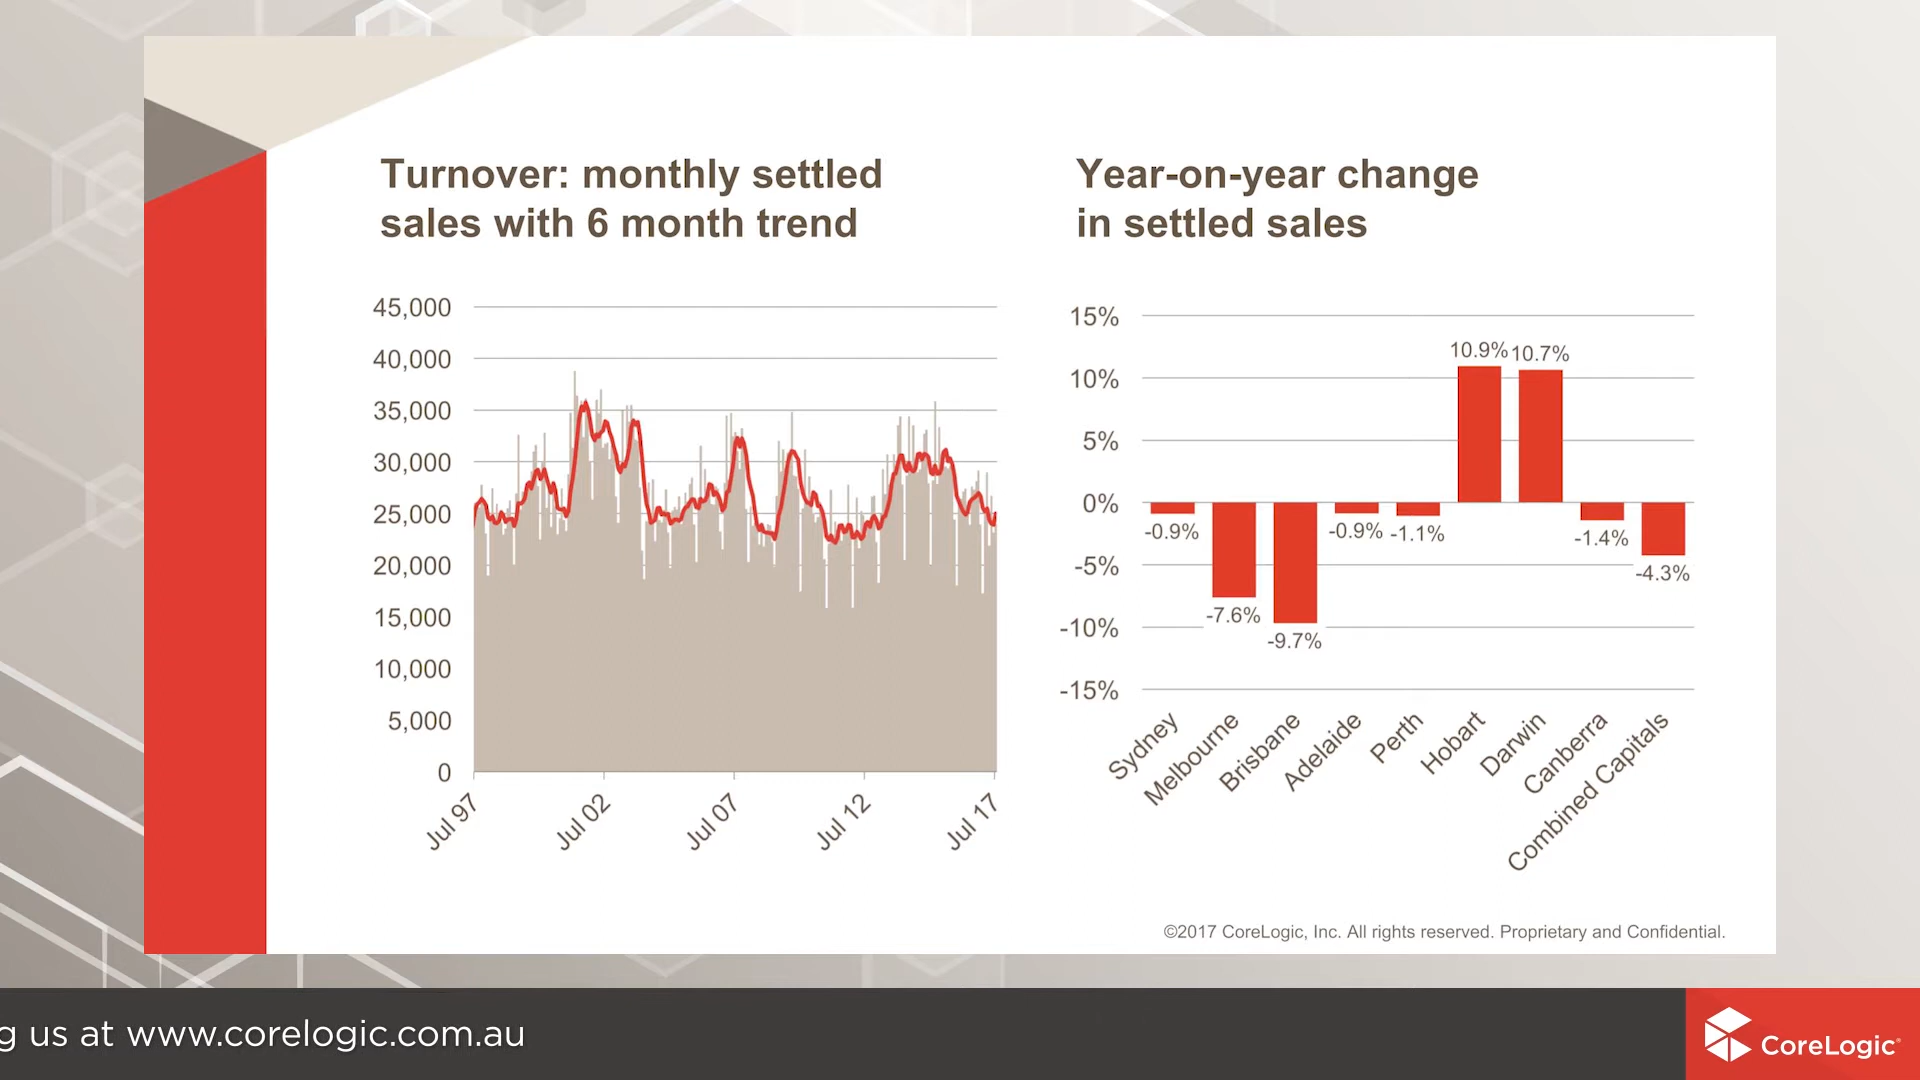 Turnover: monthly settled
sales with 6 month trend
45,000
40,000
35,000
30,000
25,000
20,000
15,000
10,000
5,000
0
Jul 97
Jul 02
Jul 07
Jul 12
Jul 17
Year-on-year change
in settled sales
15%
10%
5%
0%
-5%
-10%
-15%
-0.9%
-7.6%
-9.7%
-0.9%
-1.1%
10.9%
10.7%
-1.4%
-4.3%
Sydney
Melbourne
Brisbane
Adelaide
Perth
Hobart
Darwin
Canberra
Combined Capitals
©2017 CoreLogic, Inc. All rights reserved. Proprietary and Confidential.
g us at www.corelogic.com.au
CoreLogic